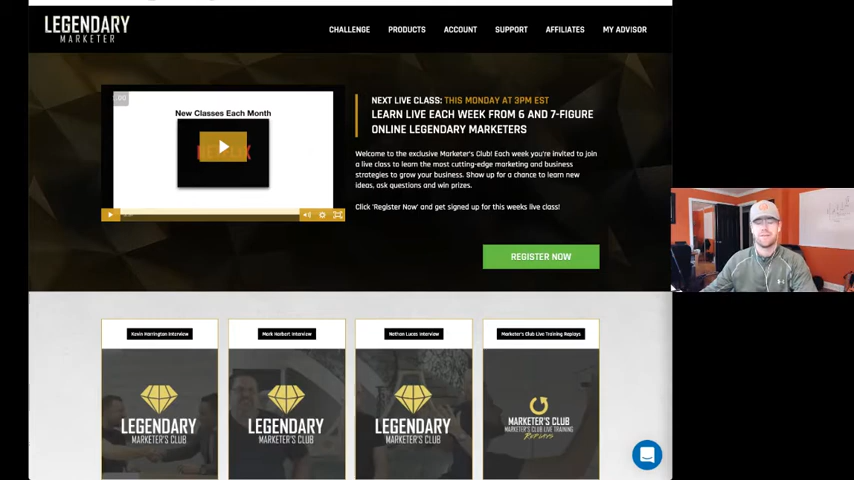 LEGENDARY
MARKETER
CHALLENGE
PRODUCTS
ACCOUNT
SUPPORT
AFFILIATES
MY ADVISOR
New Classes Each Month
NEXT LIVE CLASS: THIS MONDAY AT 3PM EST
LEARN LIVE EACH WEEK FROM 6 AND 7-FIGURE
ONLINE LEGENDARY MARKETERS
Welcome to the exclusive Marketer's Club! Each week you're invited to join
a live class to learn the most cutting-edge marketing and business
strategies to grow your business. Show up for a chance to learn new
ideas, ask questions and win prizes.
Click 'Register Now' and get signed up for this weeks live class!
REGISTER NOW
Kevin Harrington Interview
Mark Harbert Interview
Nathan Lucas Interview
Marketer's Club Live Training Replays
LEGENDARY
MARKETER'S CLUB
LEGENDARY
MARKETER'S CLUB
LEGENDARY
MARKETER'S CLUB
MARKETER'S CLUB
MARKETER'S CLUB LIVE TRAINING
REPLAYS